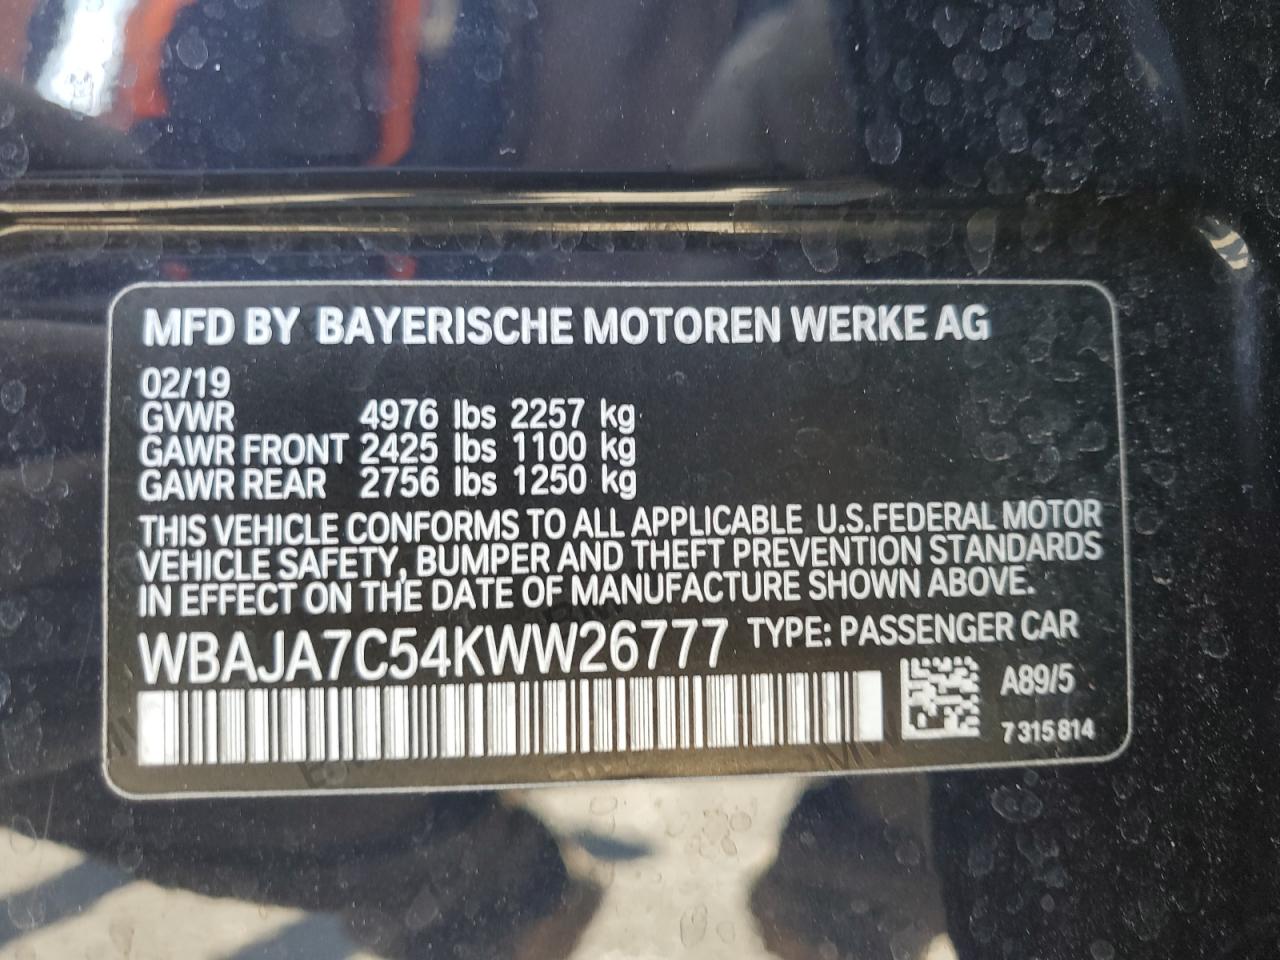 MFD BY BAYERISCHE MOTOREN WERKE AG
02/19
GVWR 4976 lbs 2257 kg
GAWR FRONT 2425 lbs 1100 kg
GAWR REAR 2756 lbs 1250 kg
THIS VEHICLE CONFORMS TO ALL APPLICABLE U.S.FEDERAL MOTOR
VEHICLE SAFETY, BUMPER AND THEFT PREVENTION STANDARDS
IN EFFECT ON THE DATE OF MANUFACTURE SHOWN ABOVE.
WBAJA7C54KWW26777 TYPE: PASSENGER CAR
A89/5
7 315 814